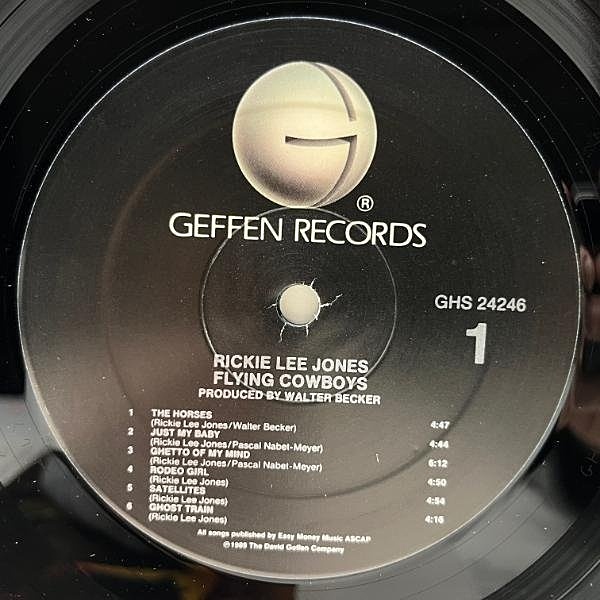 G
®
GEFFEN RECORDS
GHS 24246
1
RICKIE LEE JONES
FLYING COWBOYS
PRODUCED BY WALTER BECKER
1 THE HORSES
(Rickie Lee Jones/Walter Becker) 4:47
2 JUST MY BABY
(Rickie Lee Jones/Pascal Nabet-Meyer) 4:44
3 GHETTO OF MY MIND
(Rickie Lee Jones/Pascal Nabet-Meyer) 6:12
4 RODEO GIRL
(Rickie Lee Jones) 4:50
5 SATELLITES
(Rickie Lee Jones) 4:54
6 GHOST TRAIN
(Rickie Lee Jones) 4:16
All songs published by Easy Money Music ASCAP
℗1989 The David Geffen Company